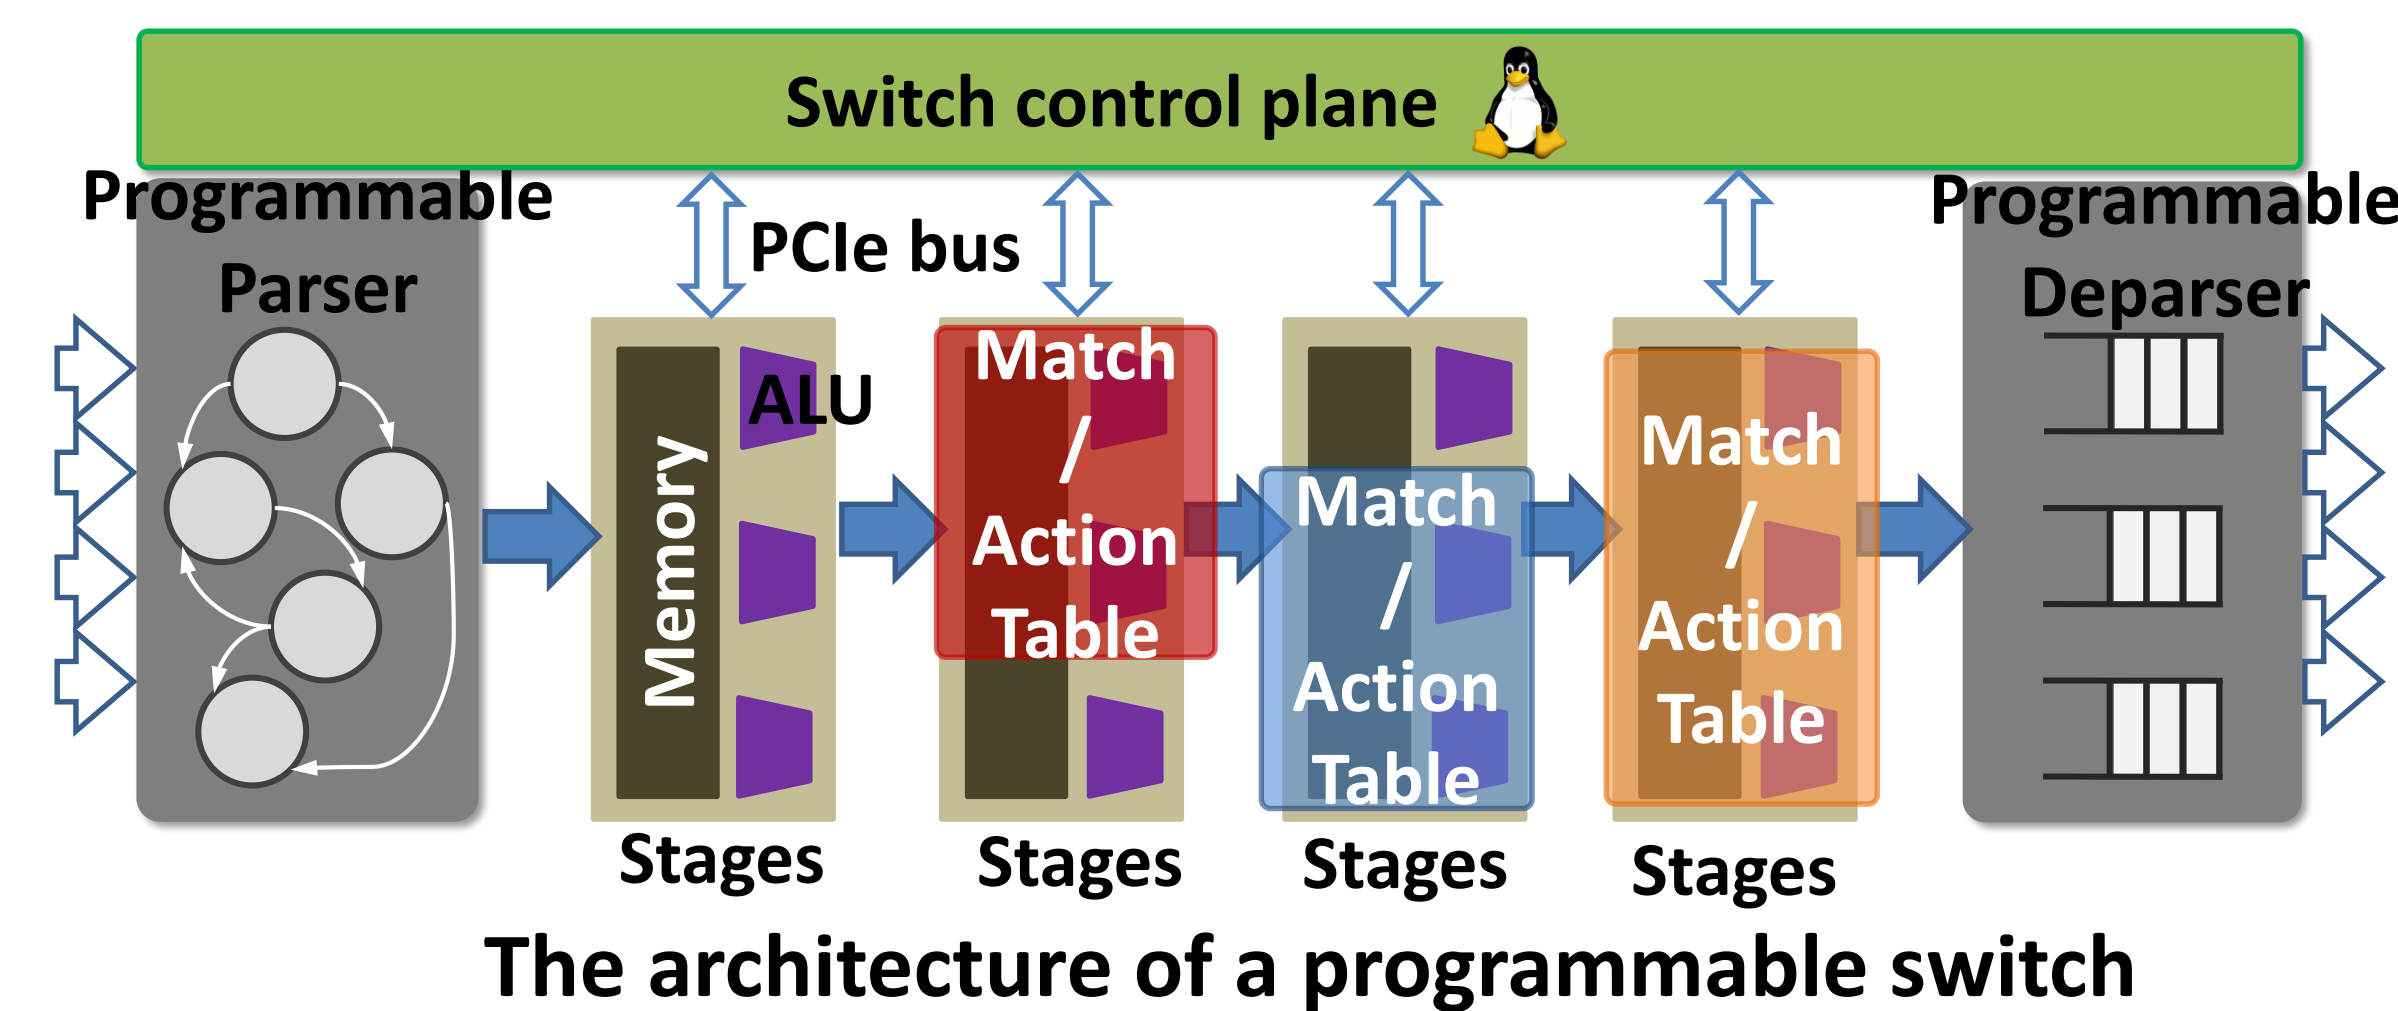 Switch control plane
Programmable
Parser
PCIe bus
Programmable
Deparser
Memory
ALU
Match
/
Action
Table
Match
/
Action
Table
Match
/
Action
Table
Stages
Stages
Stages
Stages
The architecture of a programmable switch